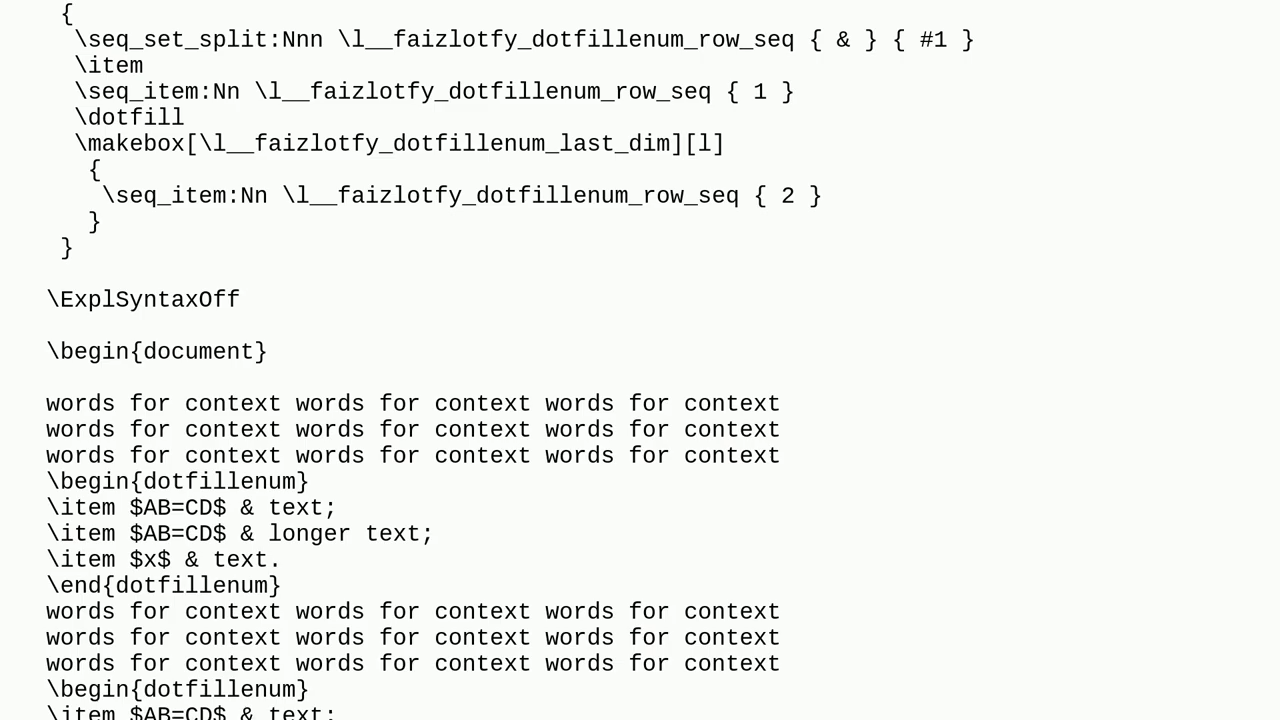 {
\seq_set_split:Nnn \l__faizlotfy_dotfillenum_row_seq { & } { #1 }
\item
\seq_item:Nn \l__faizlotfy_dotfillenum_row_seq { 1 }
\dotfill
\makebox[\l__faizlotfy_dotfillenum_last_dim][l]
{
\seq_item:Nn \l__faizlotfy_dotfillenum_row_seq { 2 }
}
}
\ExplSyntaxOff
\begin{document}
words for context words for context words for context
words for context words for context words for context
words for context words for context words for context
\begin{dotfillenum}
\item $AB=CD$ & text;
\item $AB=CD$ & longer text;
\item $x$ & text.
\end{dotfillenum}
words for context words for context words for context
words for context words for context words for context
words for context words for context words for context
\begin{dotfillenum}
\item $AB=CD$ & text;